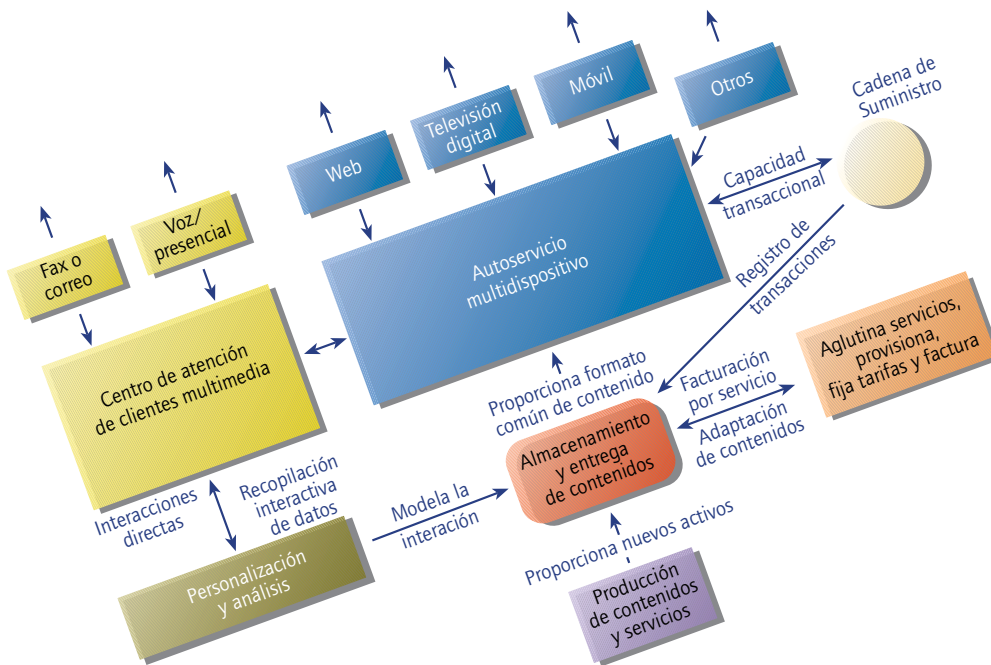 Móvil
Otros
Televisión
digital
Web
Cadena de
Suministro
Capacidad
transaccional
Voz/
presencial
Fax o
correo
Autoservicio
multidispositivo
Registro de
transacciones
Centro de atención
de clientes multimedia
Aglutina servicios,
provisiona,
fija tarifas y factura
Proporciona formato
común de contenido
Facturación
por servicio
Adaptación
de contenidos
Almacenamiento
y entrega
de contenidos
Interacciones
directas
Recopilación
interactiva
de datos
Modela la
interación
Personalización
y análisis
Proporciona nuevos activos
Producción
de contenidos
y servicios